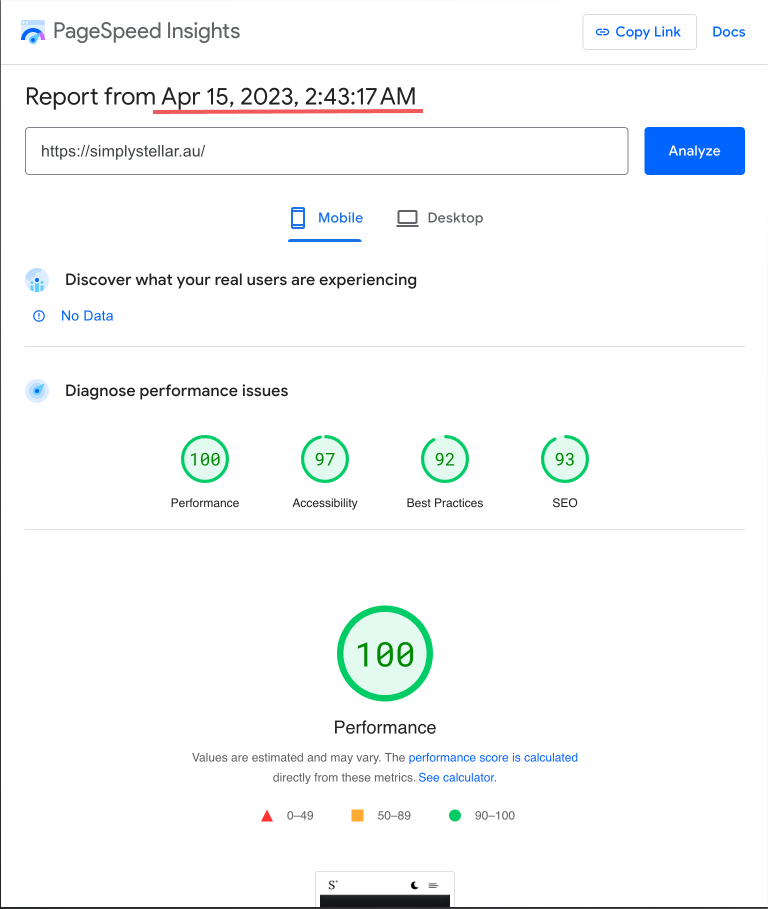 PageSpeed Insights
Copy Link
Docs
Report from Apr 15, 2023, 2:43:17 AM
https://simplystellar.au/
Analyze
Mobile
Desktop
Discover what your real users are experiencing
No Data
Diagnose performance issues
100
97
92
93
Performance
Accessibility
Best Practices
SEO
100
Performance
Values are estimated and may vary. The performance score is calculated
directly from these metrics. See calculator.
0–49
50–89
90–100
S+